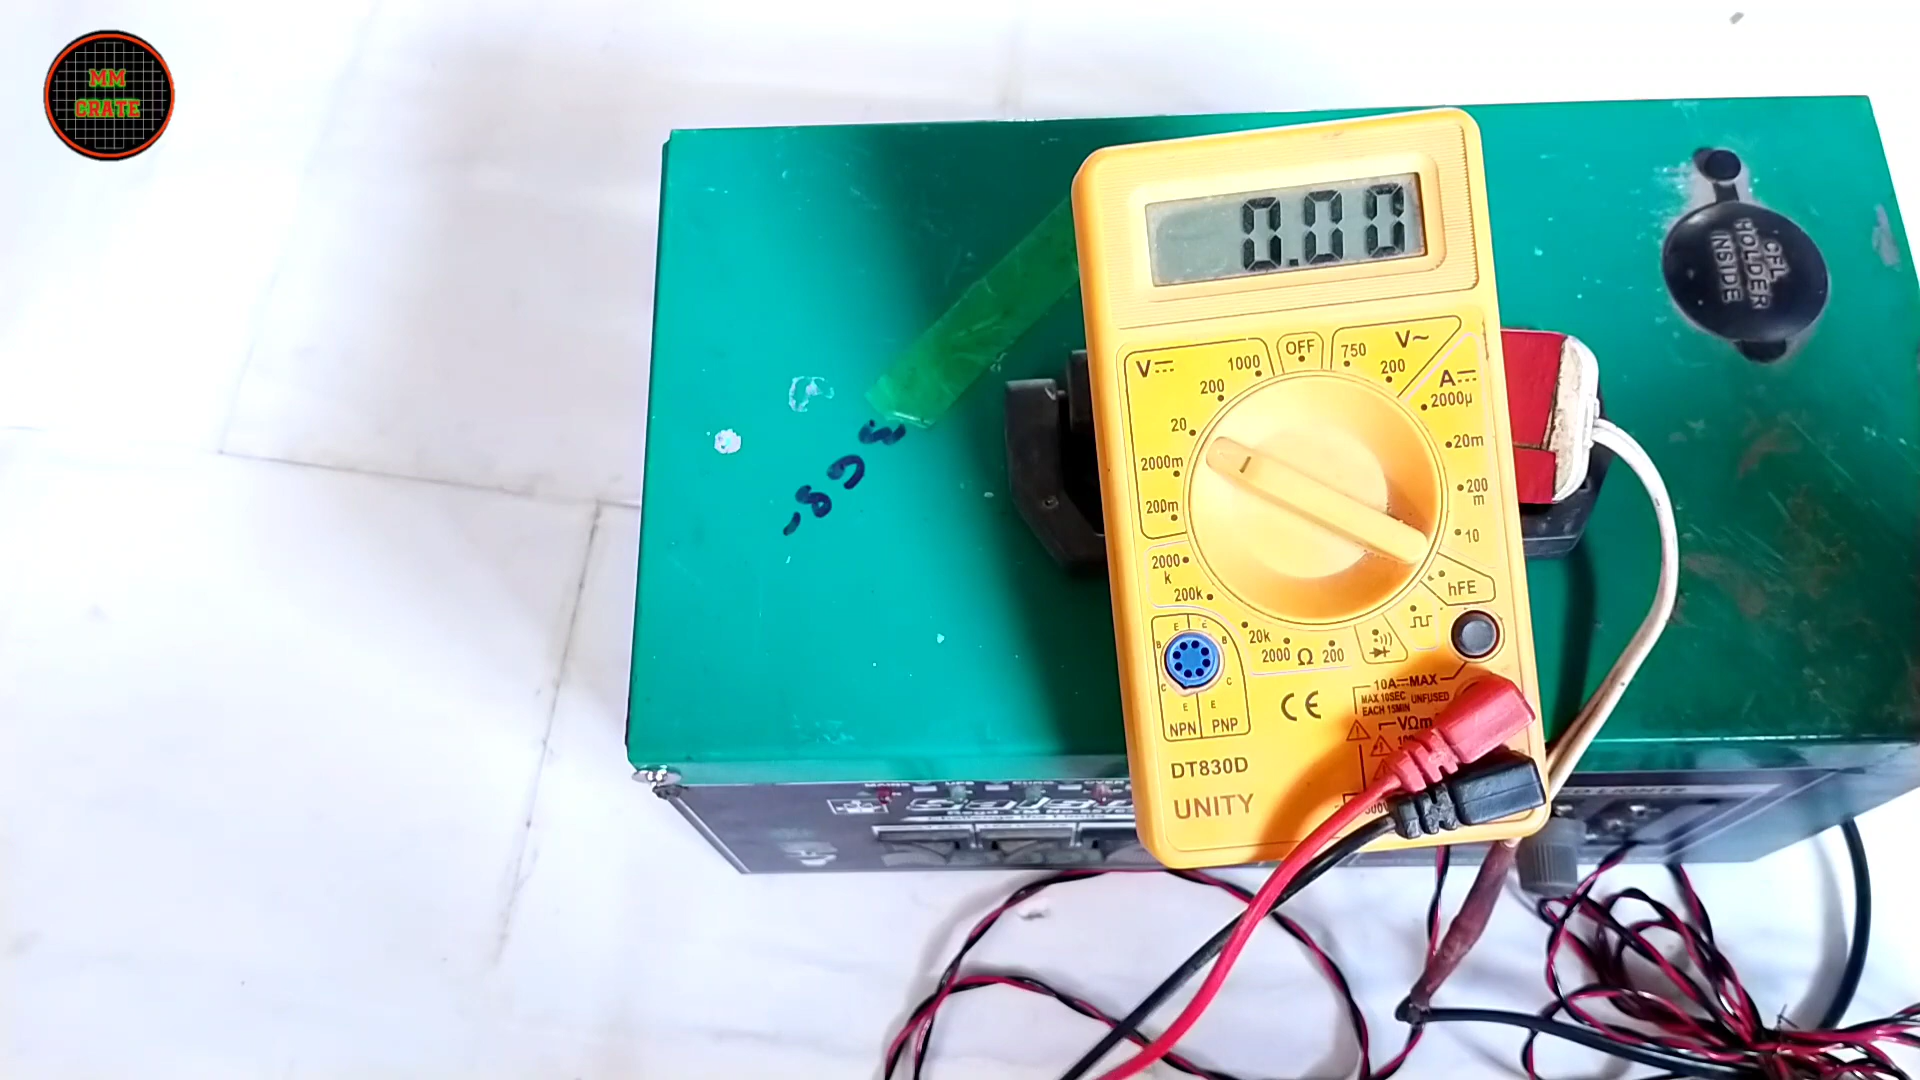 MM
CRATE
0.00
CFL
HOLDER
INSIDE
OFF
V⎓
1000
200
20
2000m
200m
750
V~
200
A⎓
2000µ
20m
200
m
10
hFE
2000
k
200k
20k
2000 Ω 200
E E
B B
C C
E E
NPN PNP
10A⎓MAX
MAX 10SEC UNFUSED
EACH 15MIN
VΩm
CE
DT830D
UNITY
MAINS